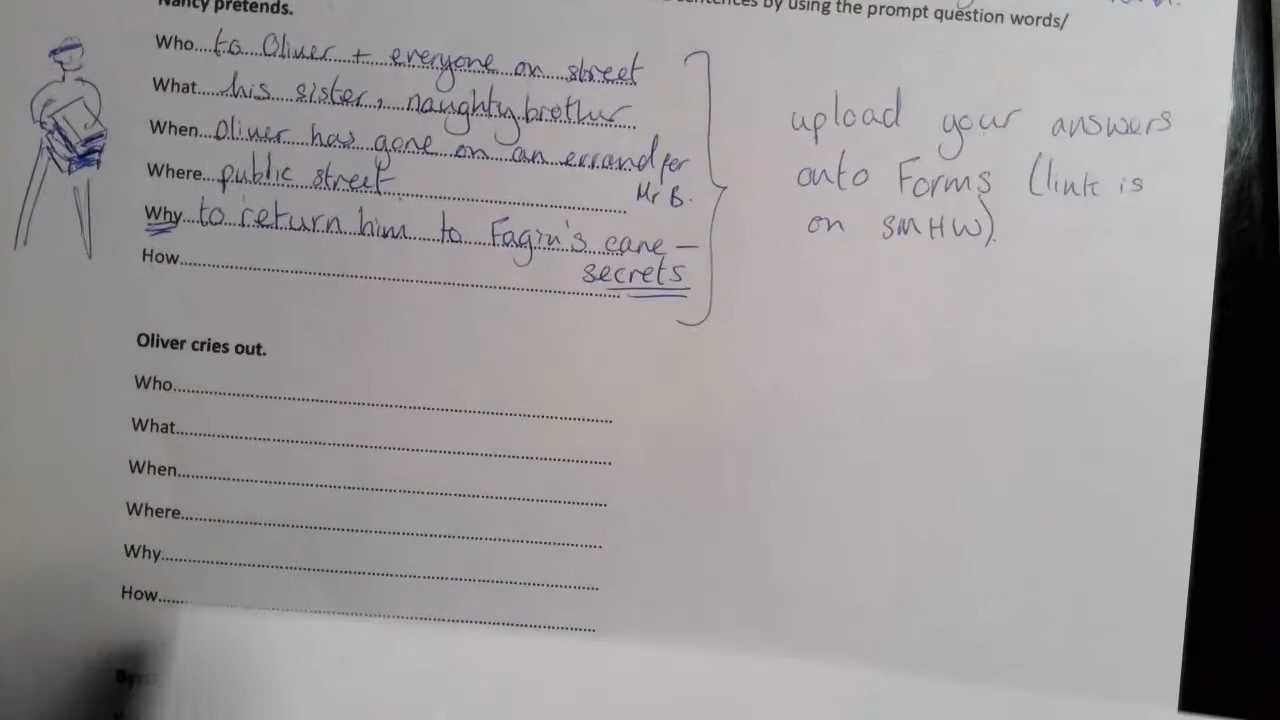 Nancy pretends.
by using the prompt question words/
Who....to Oliver + everyone on street
What....his sister, naughty brother
When...Oliver has gone on an errand for Mr B.
Where...public street
Why...to return him to Fagin's care – secrets
How
upload your answers
onto Forms (link is
on SMHW).
Oliver cries out.
Who
What
When
Where
Why
How